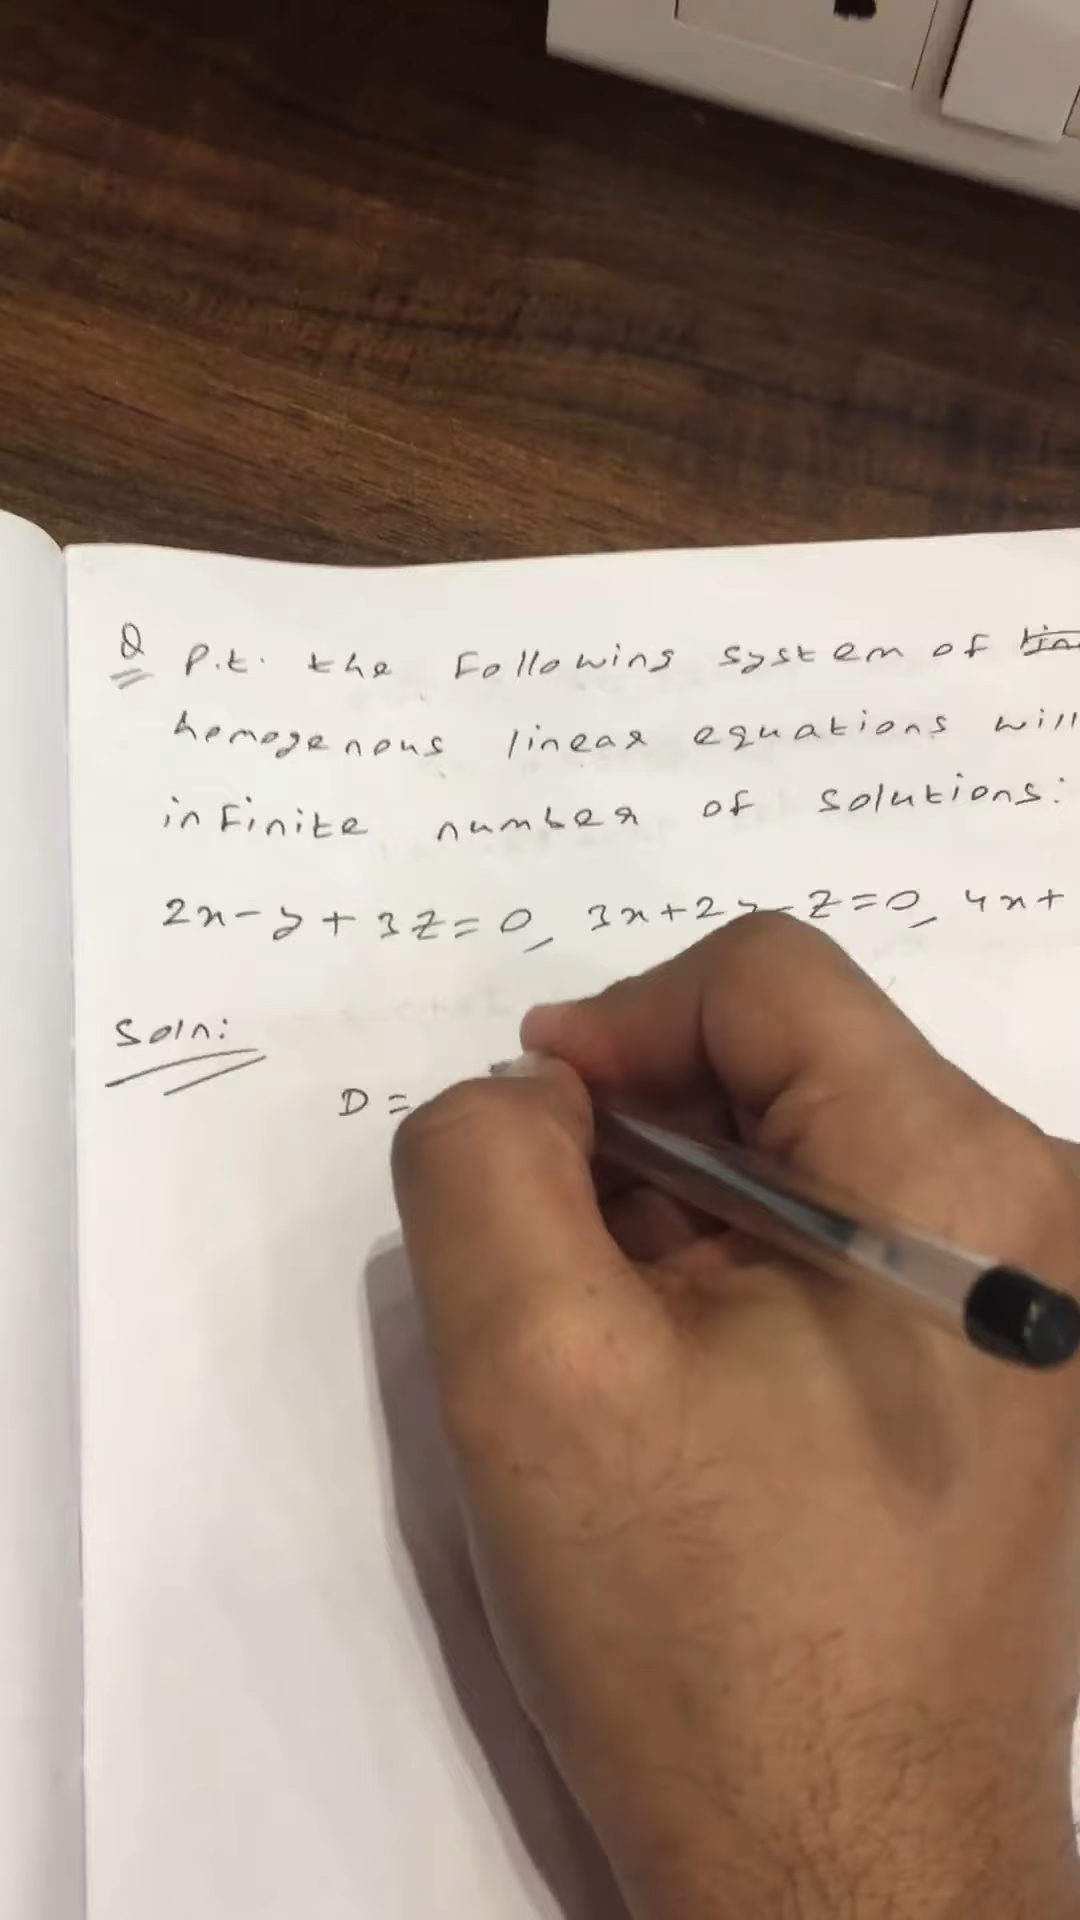 Q P.t. the following system of
homogenous linear equations will
infinite number of solutions:
2x-y+3z=0, 3x+2y-z=0, 4x+
Soln:
D=